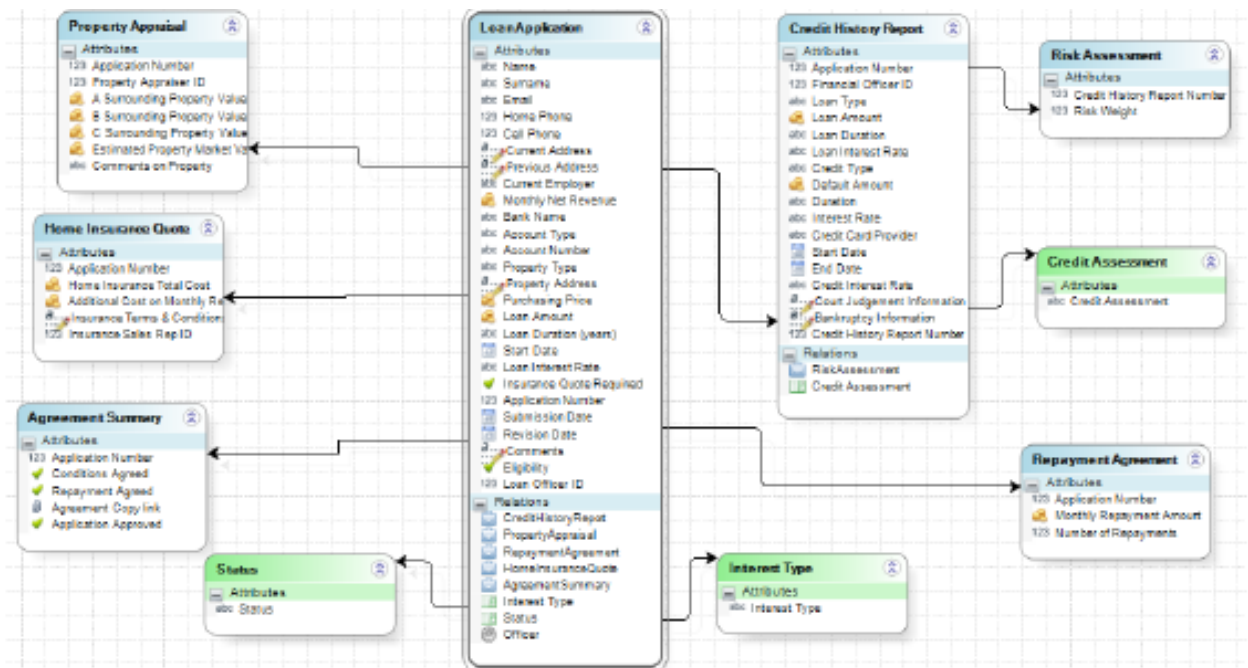 Property Appraisal
Attributes
123 Application Number
123 Property Appraiser ID
A Surrounding Property Value
B Surrounding Property Value
C Surrounding Property Value
Estimated Property Market Va
abc Comments on Property
Home Insurance Quote
Attributes
123 Application Number
Home Insurance Total Cost
Additional Cost on Monthly Re
a Insurance Terms & Condition
123 Insurance Sales Rep ID
Agreement Summary
Attributes
123 Application Number
Conditions Agreed
Repayment Agreed
Agreement Copy link
Application Approved
Status
Attributes
abc Status
LoanApplication
Attributes
abc Name
abc Surname
abc Email
123 Home Phone
123 Cell Phone
a Current Address
a Previous Address
abc Current Employer
Monthly Net Revenue
abc Bank Name
abc Account Type
abc Account Number
abc Property Type
a Property Address
Purchasing Price
Loan Amount
abc Loan Duration (years)
Start Date
abc Loan Interest Rate
Insurance Quote Required
123 Application Number
Submission Date
Revision Date
a Comments
Eligibility
123 Loan Officer ID
Relations
CreditHistoryReport
PropertyAppraisal
RepaymentAgreement
HomeInsuranceQuote
AgreementSummary
Interest Type
Status
Officer
Credit History Report
Attributes
123 Application Number
123 Financial Officer ID
abc Loan Type
Loan Amount
abc Loan Duration
abc Loan Interest Rate
abc Credit Type
Default Amount
abc Duration
abc Interest Rate
abc Credit Card Provider
Start Date
End Date
abc Credit Interest Rate
a Court Judgement Information
a Bankruptcy Information
123 Credit History Report Number
Relations
RiskAssessment
Credit Assessment
Interest Type
Attributes
abc Interest Type
Risk Assessment
Attributes
123 Credit History Report Number
123 Risk Weight
Credit Assessment
Attributes
abc Credit Assessment
Repayment Agreement
Attributes
123 Application Number
Monthly Repayment Amount
123 Number of Repayments